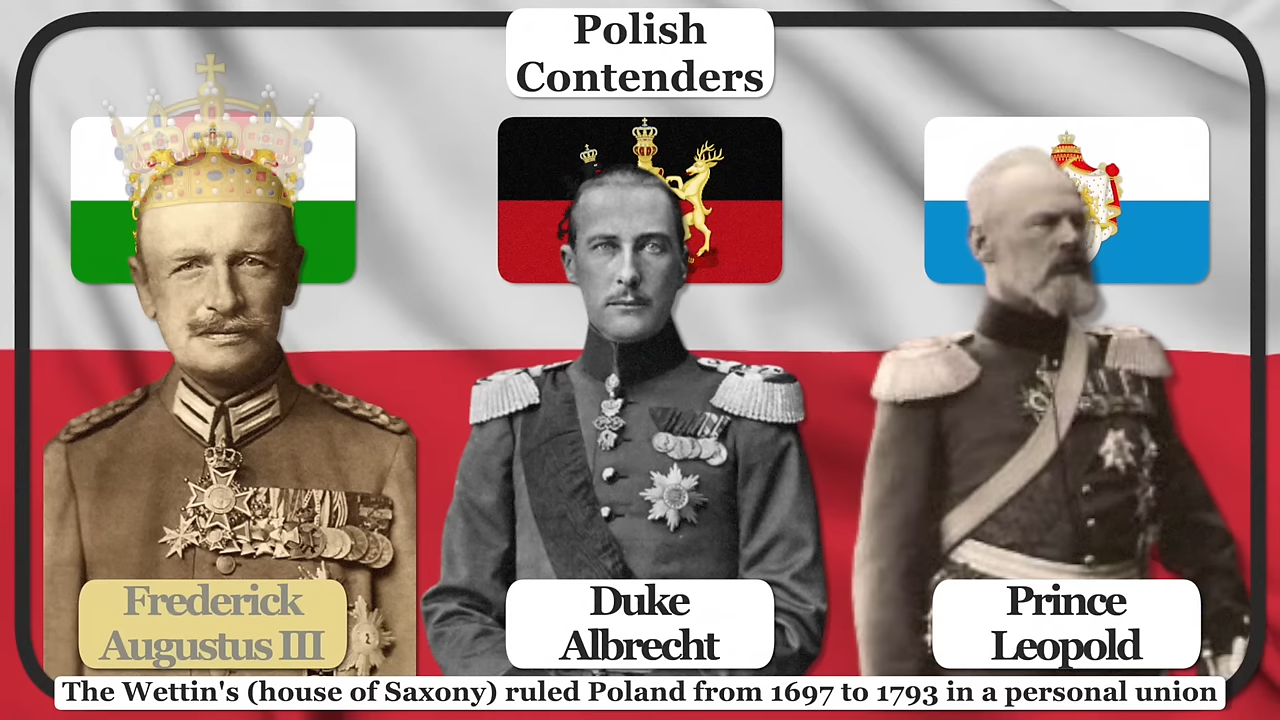 Polish
Contenders
Frederick
Augustus III
Duke
Albrecht
Prince
Leopold
The Wettin's (house of Saxony) ruled Poland from 1697 to 1793 in a personal union